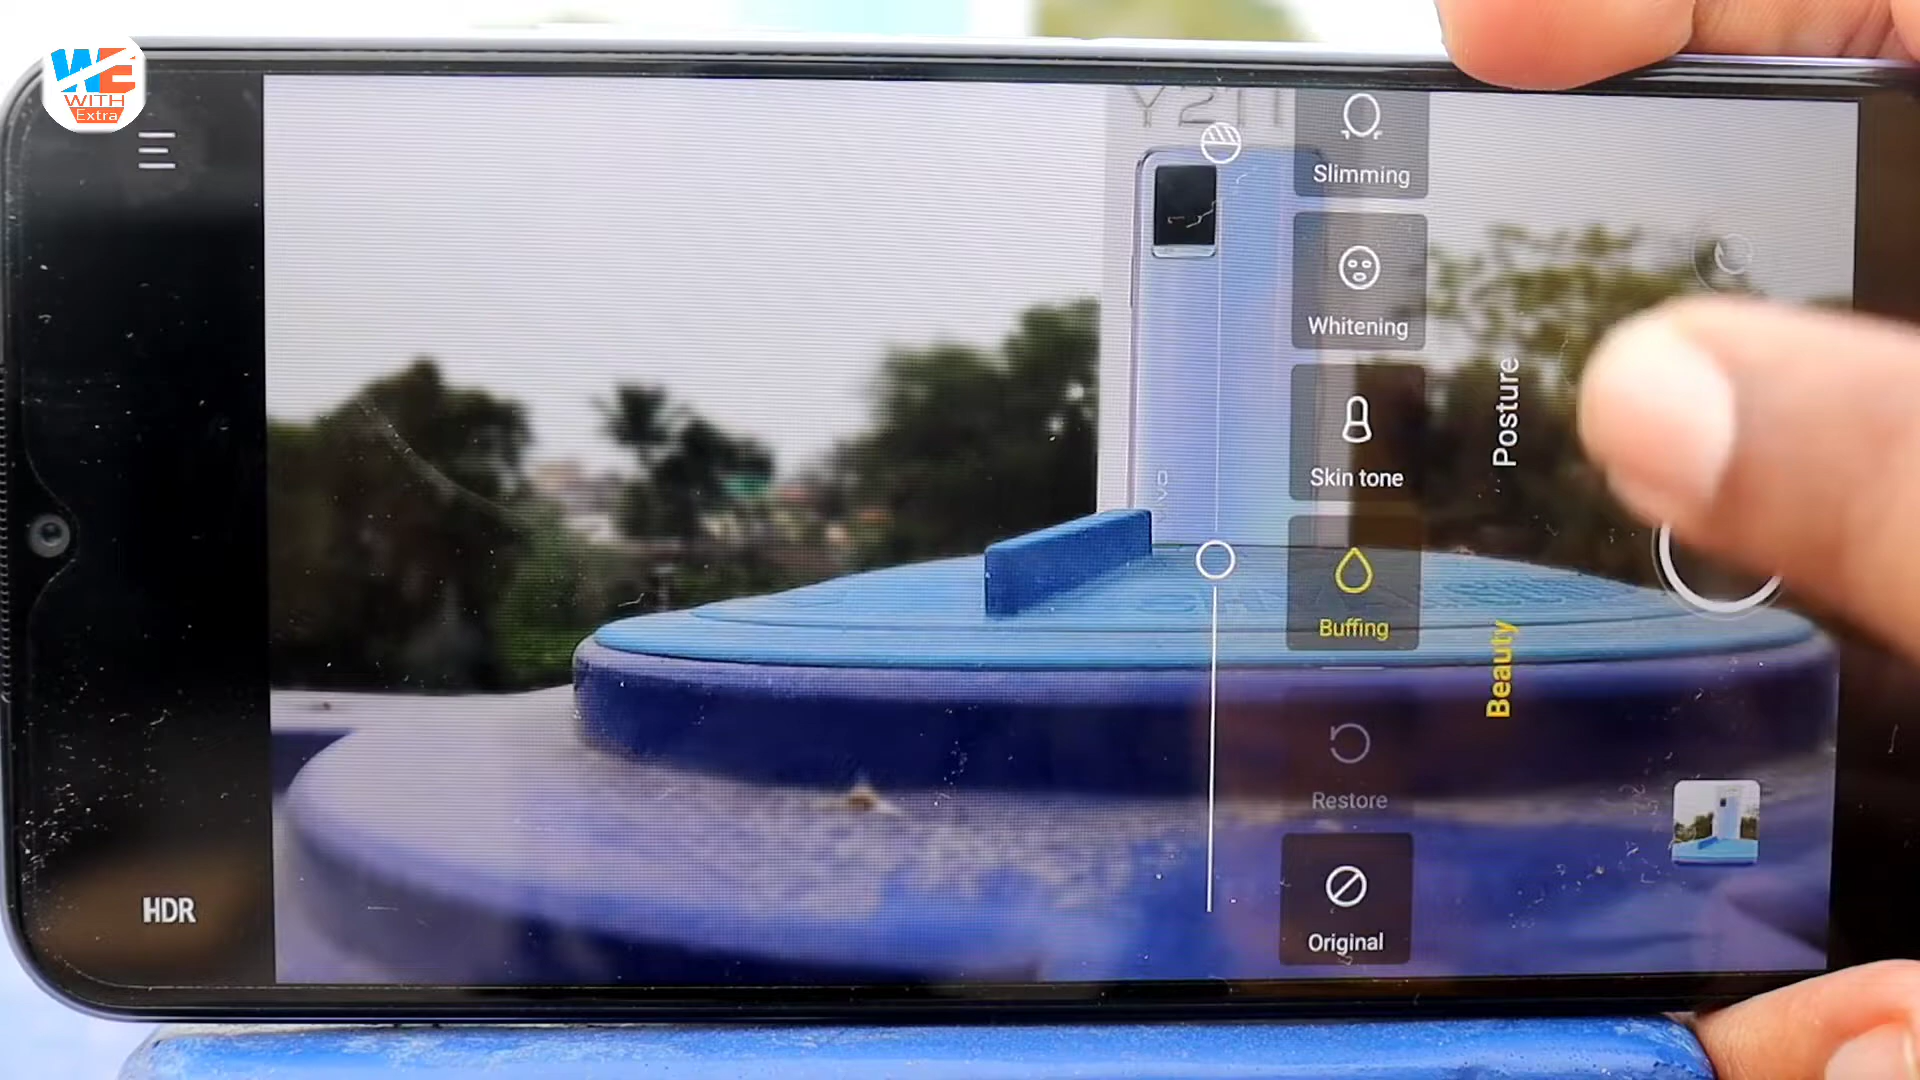 WE
WITH
Extra
Slimming
Whitening
Skin tone
Buffing
Restore
Original
Posture
Beauty
HDR